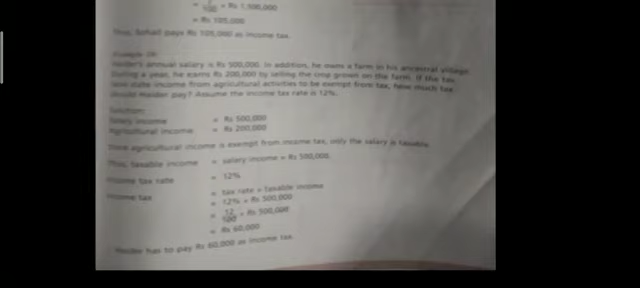 = 7/100 × Rs 1,500,000
= Rs 105,000
Thus, Sohail pays Rs 105,000 as income tax.
Example 19:
Haider's annual salary is Rs 500,000. In addition, he owns a farm in his ancestral village.
During a year, he earns Rs 200,000 by selling the crop grown on the farm. If the tax
laws state income from agricultural activities to be exempt from tax, how much tax
should Haider pay? Assume the income tax rate is 12%.
Solution:
Salary income = Rs 500,000
Agricultural income = Rs 200,000
Since agricultural income is exempt from income tax, only the salary is taxable.
Thus, taxable income = salary income = Rs 500,000.
Income tax rate = 12%
Income tax = tax rate × taxable income
= 12% × Rs 500,000
= 12/100 × Rs 500,000
= Rs 60,000
Haider has to pay Rs 60,000 as income tax.